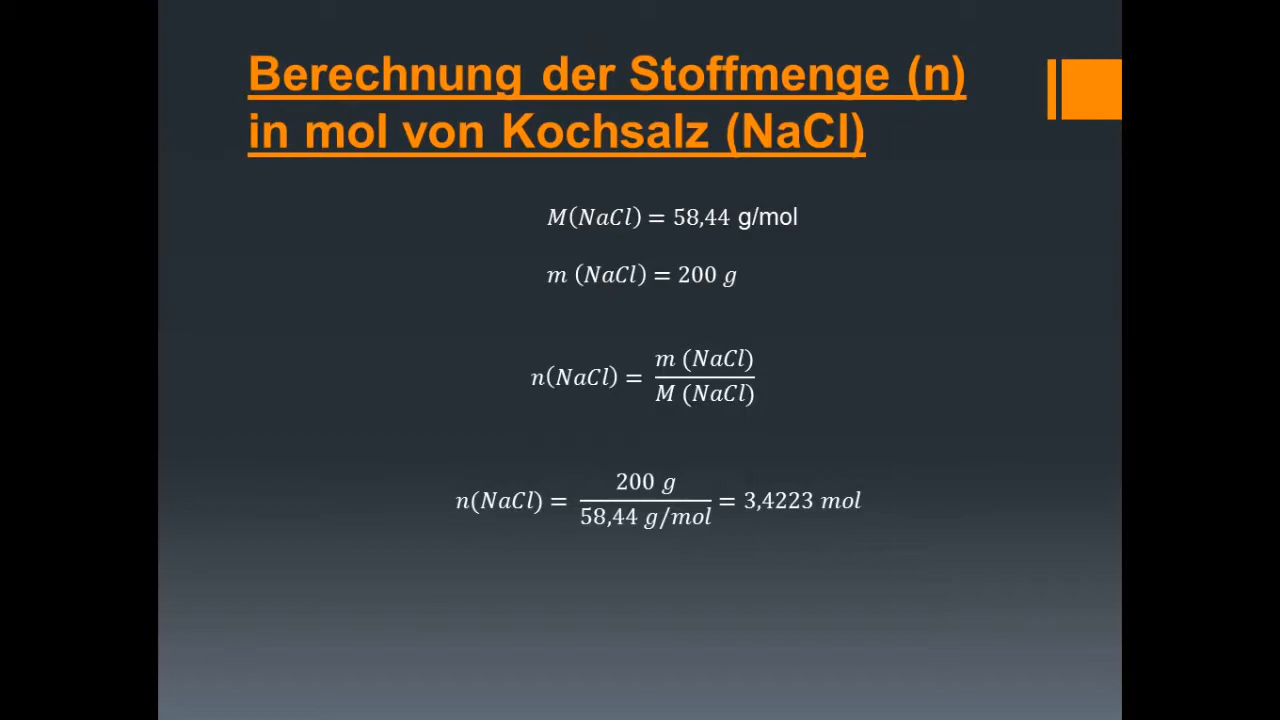 Berechnung der Stoffmenge (n)
in mol von Kochsalz (NaCl)
M(NaCl) = 58,44 g/mol
m (NaCl) = 200 g
n(NaCl) = m (NaCl) / M (NaCl)
n(NaCl) = 200 g / 58,44 g/mol = 3,4223 mol